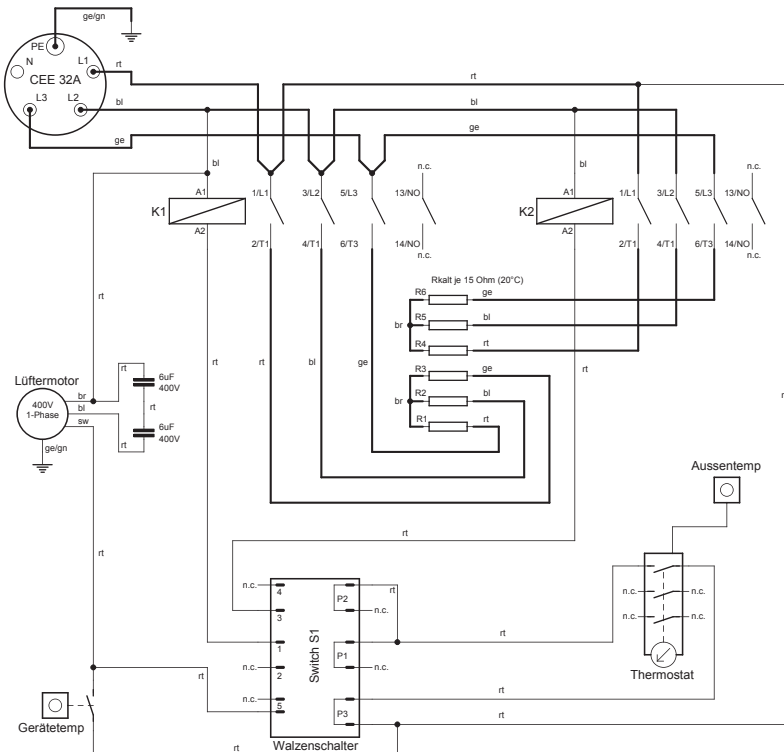 ge/gn
PE
N
L1
rt
CEE 32A
rt
L3
L2
bl
bl
ge
ge
bl
bl
n.c.
n.c.
A1
1/L1
3/L2
5/L3
13/NO
A1
1/L1
3/L2
5/L3
13/NO
K1
K2
A2
2/T1
4/T1
6/T3
14/NO
A2
2/T1
4/T1
6/T3
14/NO
n.c.
n.c.
Rkalt je 15 Ohm (20°C)
rt
R6
ge
br
R5
bl
R4
rt
rt
rt
bl
ge
rt
R3
ge
br
R2
bl
R1
rt
Lüftermotor
rt
6uF
400V
400V
1-Phase
br
bl
sw
rt
rt
6uF
400V
ge/gn
Aussentemp
rt
rt
n.c.
4
P2
rt
n.c.
3
n.c.
n.c.
n.c.
n.c.
Switch S1
1
P1
rt
n.c.
2
n.c.
rt
Thermostat
n.c.
5
P3
rt
rt
Gerätetemp
rt
Walzenschalter